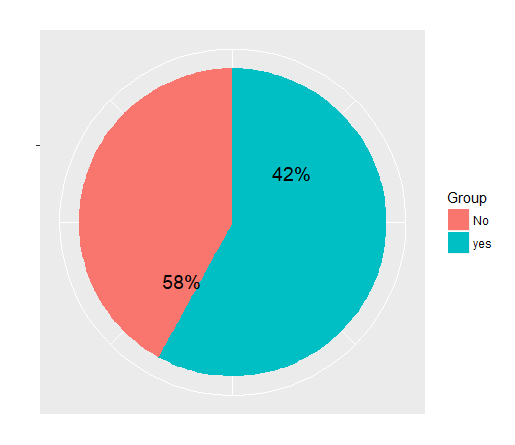 42%
58%
Group
No
yes